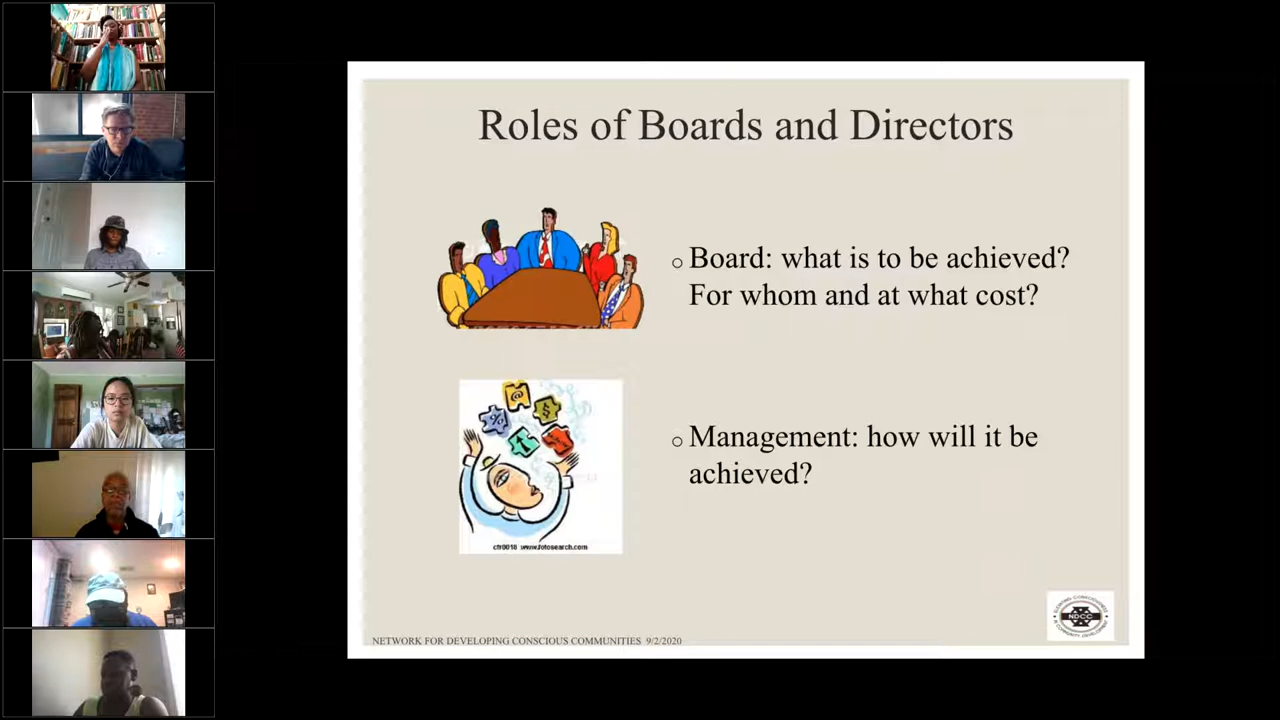 Roles of Boards and Directors
Board: what is to be achieved?
For whom and at what cost?
Management: how will it be
achieved?
cfr0018 www.fotosearch.com
NDCC
NETWORK FOR DEVELOPING CONSCIOUS COMMUNITIES 9/2/2020